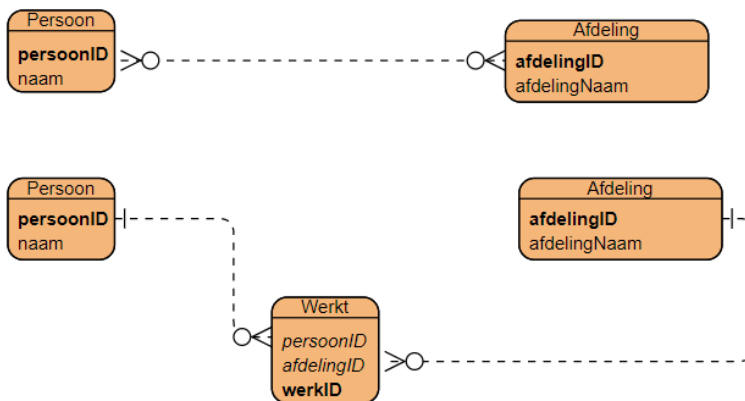 Persoon
persoonID
naam
Afdeling
afdelingID
afdelingNaam
Persoon
persoonID
naam
Afdeling
afdelingID
afdelingNaam
Werkt
persoonID
afdelingID
werkID